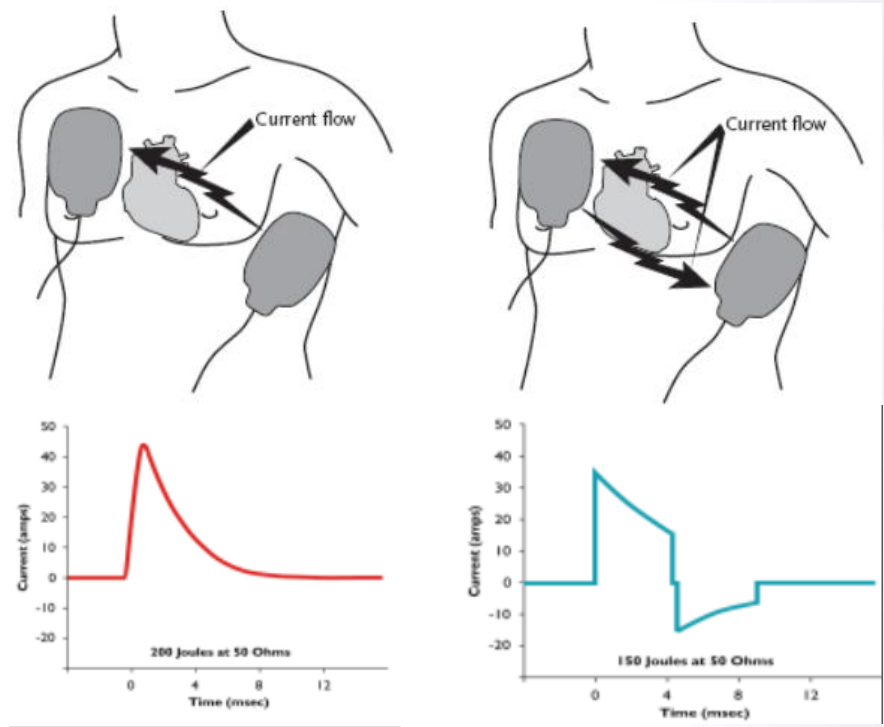 Current flow
Current flow
50
40
30
20
10
0
-10
-20
Current (amps)
200 Joules at 50 Ohms
0 4 8 12
Time (msec)
50
40
30
20
10
0
-10
-20
Current (amps)
150 Joules at 50 Ohms
0 4 8 12
Time (msec)